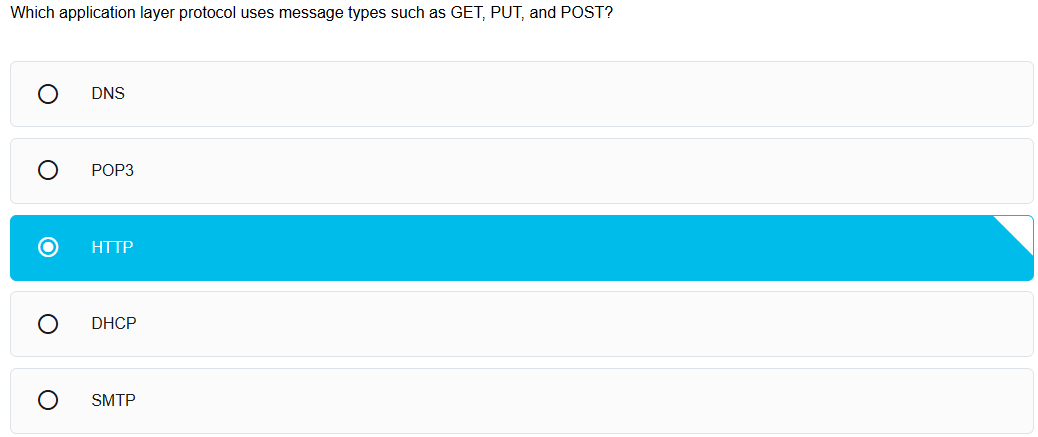 Which application layer protocol uses message types such as GET, PUT, and POST?
DNS
POP3
HTTP
DHCP
SMTP